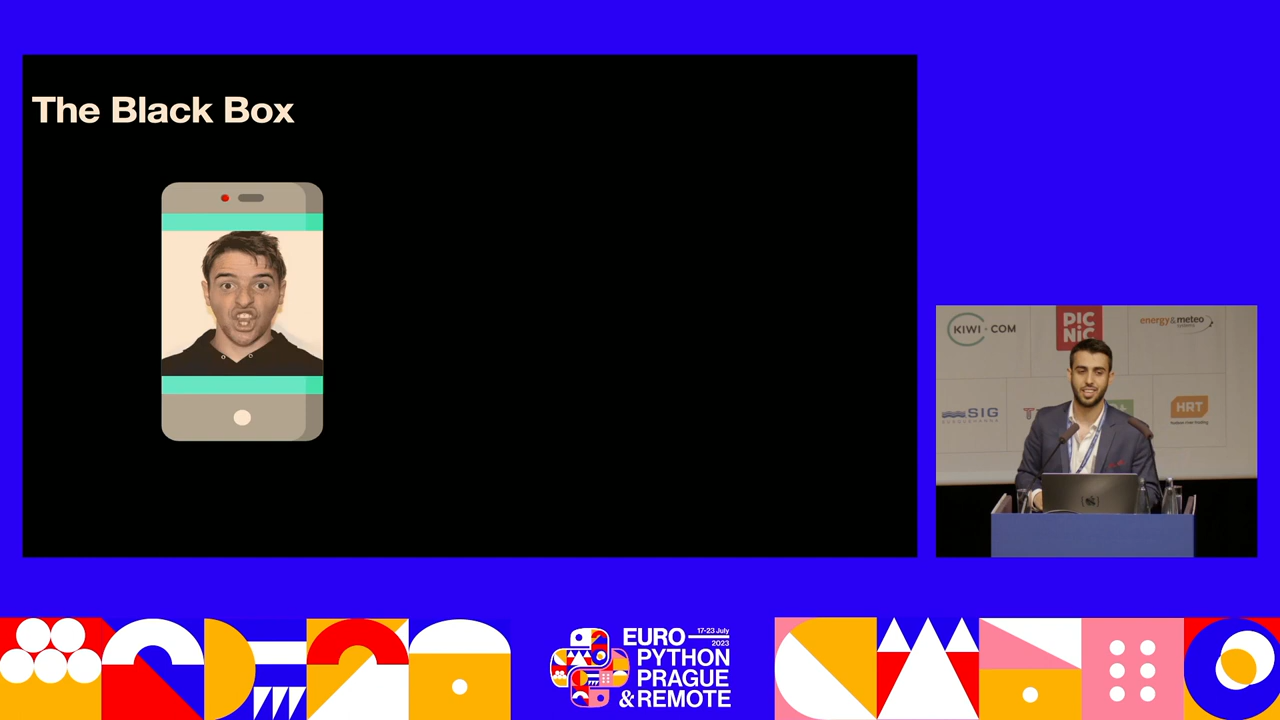 The Black Box
KIWI.COM
PIC
NIC
energy & meteo
systems
SIG
HRT
EURO
17-23 July
2023
PYTHON
PRAGUE
& REMOTE